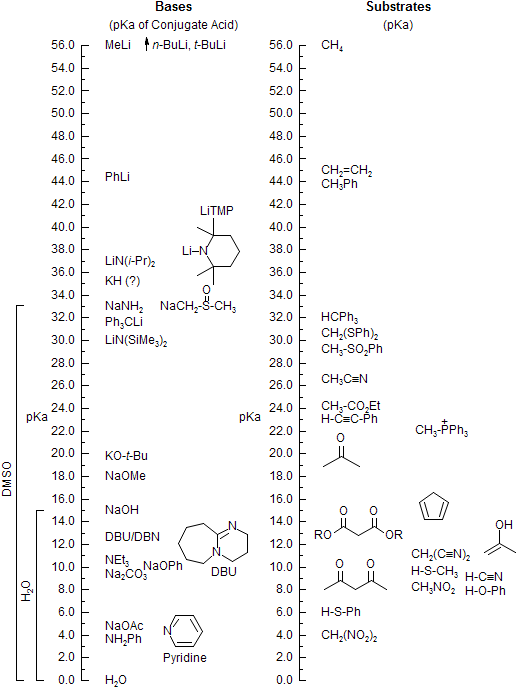 Bases
(pKa of Conjugate Acid)
Substrates
(pKa)
56.0 MeLi n-BuLi, t-BuLi 56.0 CH₄
54.0 54.0
52.0 52.0
50.0 50.0
48.0 48.0
46.0 46.0
44.0 PhLi 44.0 CH₂=CH₂
CH₃Ph
42.0 42.0
LiTMP
40.0 40.0
38.0 Li–N 38.0
LiN(i-Pr)₂
36.0 36.0
KH (?)
34.0 O 34.0
NaNH₂ NaCH₂-S-CH₃
32.0 Ph₃CLi 32.0 HCPh₃
30.0 LiN(SiMe₃)₂ 30.0 CH₂(SPh)₂
CH₃-SO₂Ph
28.0 28.0
26.0 26.0 CH₃C≡N
24.0 24.0 CH₃-CO₂Et
pKa pKa H-C≡C-Ph
22.0 22.0 CH₃-PPh₃
+
O
20.0 KO-t-Bu 20.0
18.0 NaOMe 18.0
DMSO
16.0 16.0
NaOH O O
14.0 14.0 RO OR OH
DBU/DBN N
12.0 N 12.0
NEt₃ NaOPh DBU CH₂(C≡N)₂
10.0 Na₂CO₃ 10.0 O O H-S-CH₃ H-C≡N
8.0 8.0 CH₃NO₂ H-O-Ph
H₂O
6.0 6.0 H-S-Ph
NaOAc N
4.0 NH₂Ph 4.0 CH₂(NO₂)₂
2.0 Pyridine 2.0
0.0 H₂O 0.0